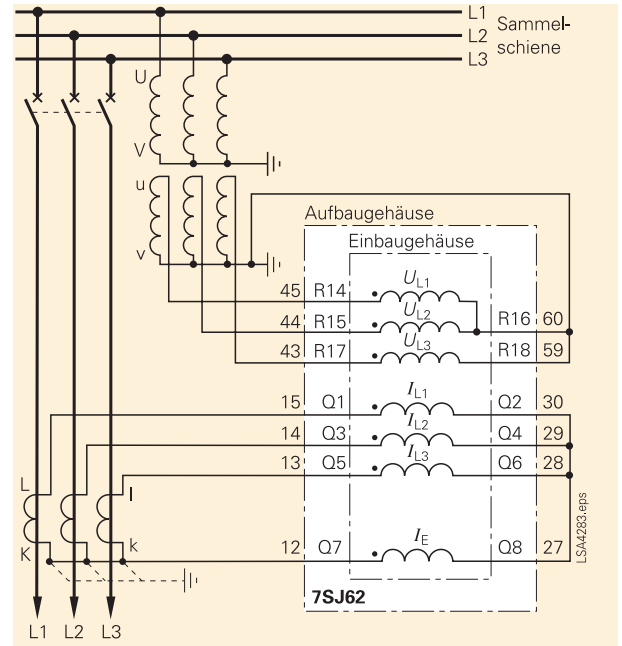 L1
L2
L3
Sammel-
schiene
U
V
u
v
Aufbaugehäuse
Einbaugehäuse
45 R14 UL1
44 R15 UL2 R16 60
43 R17 UL3 R18 59
15 Q1 IL1 Q2 30
14 Q3 IL2 Q4 29
13 Q5 IL3 Q6 28
L l
K k
12 Q7 IE Q8 27
7SJ62
LSA4283.eps
L1 L2 L3